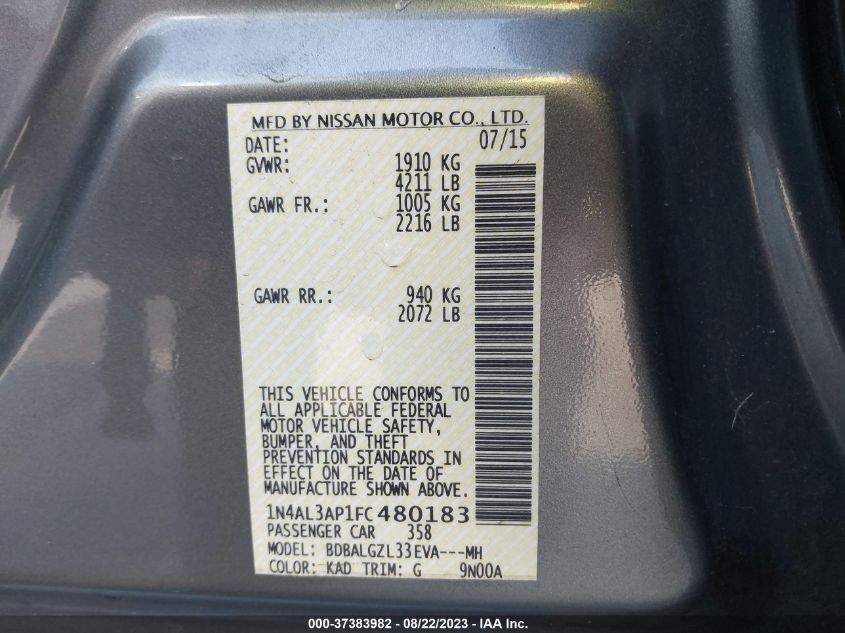 MFD BY NISSAN MOTOR CO., LTD.
DATE: 07/15
GVWR: 1910 KG
4211 LB
GAWR FR.: 1005 KG
2216 LB
GAWR RR.: 940 KG
2072 LB
THIS VEHICLE CONFORMS TO
ALL APPLICABLE FEDERAL
MOTOR VEHICLE SAFETY,
BUMPER, AND THEFT
PREVENTION STANDARDS IN
EFFECT ON THE DATE OF
MANUFACTURE SHOWN ABOVE.
1N4AL3AP1FC480183
PASSENGER CAR 358
MODEL: BDBALGZL33EVA---MH
COLOR: KAD TRIM: G 9N00A
000-37383982 - 08/22/2023 - IAA Inc.